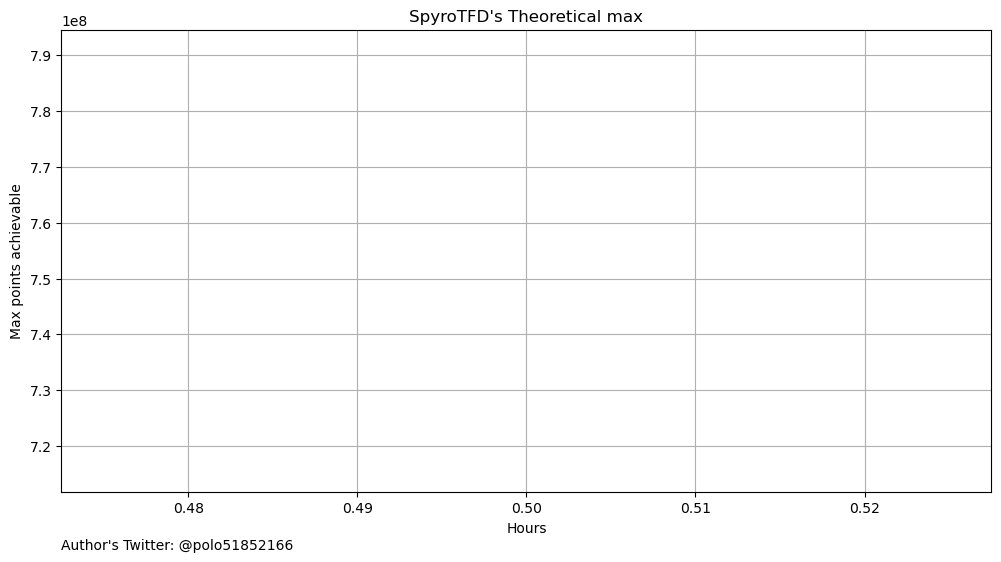 SpyroTFD's Theoretical max
1e8
7.9
7.8
7.7
7.6
7.5
7.4
7.3
7.2
Max points achievable
0.48 0.49 0.50 0.51 0.52
Hours
Author's Twitter: @polo51852166